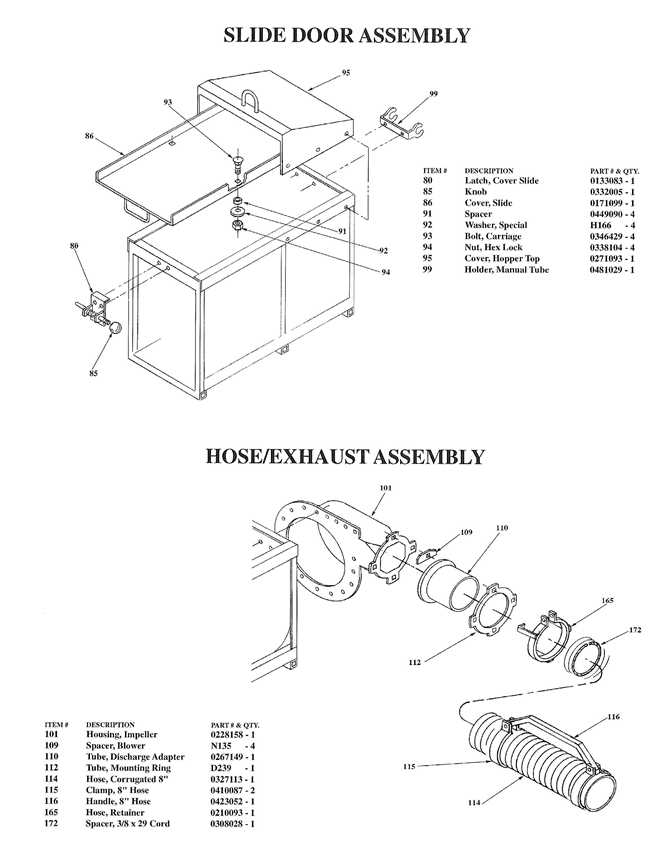 SLIDE DOOR ASSEMBLY
95
93
99
86
91
92
94
80
85
ITEM # DESCRIPTION PART # & QTY.
80 Latch, Cover Slide 0133083 - 1
85 Knob 0332005 - 1
86 Cover, Slide 0171099 - 1
91 Spacer 0449090 - 4
92 Washer, Special H166 - 4
93 Bolt, Carriage 0346429 - 4
94 Nut, Hex Lock 0338104 - 4
95 Cover, Hopper Top 0271093 - 1
99 Holder, Manual Tube 0481029 - 1
HOSE/EXHAUST ASSEMBLY
101
109
110
165
172
112
116
115
114
ITEM # DESCRIPTION PART # & QTY.
101 Housing, Impeller 0228158 - 1
109 Spacer, Blower N135 - 4
110 Tube, Discharge Adapter 0267149 - 1
112 Tube, Mounting Ring D239 - 1
114 Hose, Corrugated 8" 0327113 - 1
115 Clamp, 8" Hose 0410087 - 2
116 Handle, 8" Hose 0423052 - 1
165 Hose, Retainer 0210093 - 1
172 Spacer, 3/8 x 29 Cord 0308028 - 1